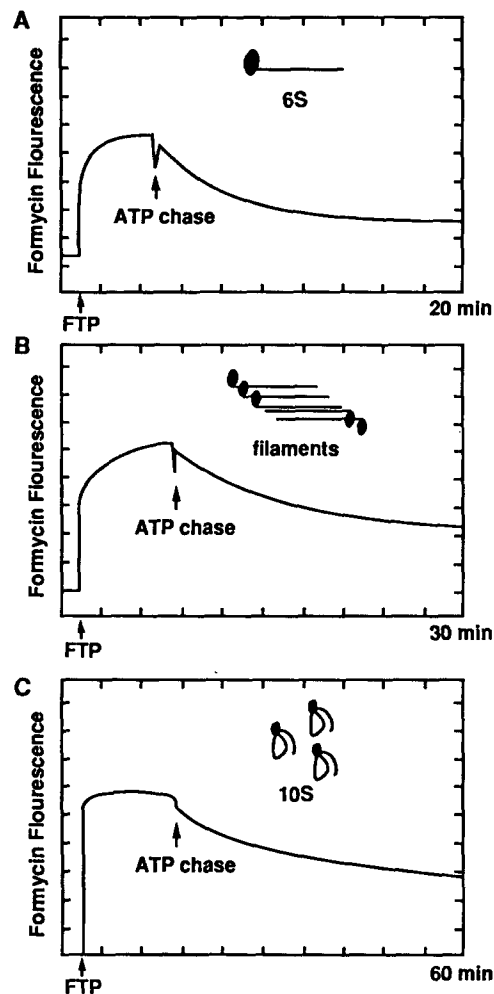 A
Formycin Flourescence
6S
ATP chase
FTP
20 min
B
Formycin Flourescence
filaments
ATP chase
FTP
30 min
C
Formycin Flourescence
10S
ATP chase
FTP
60 min